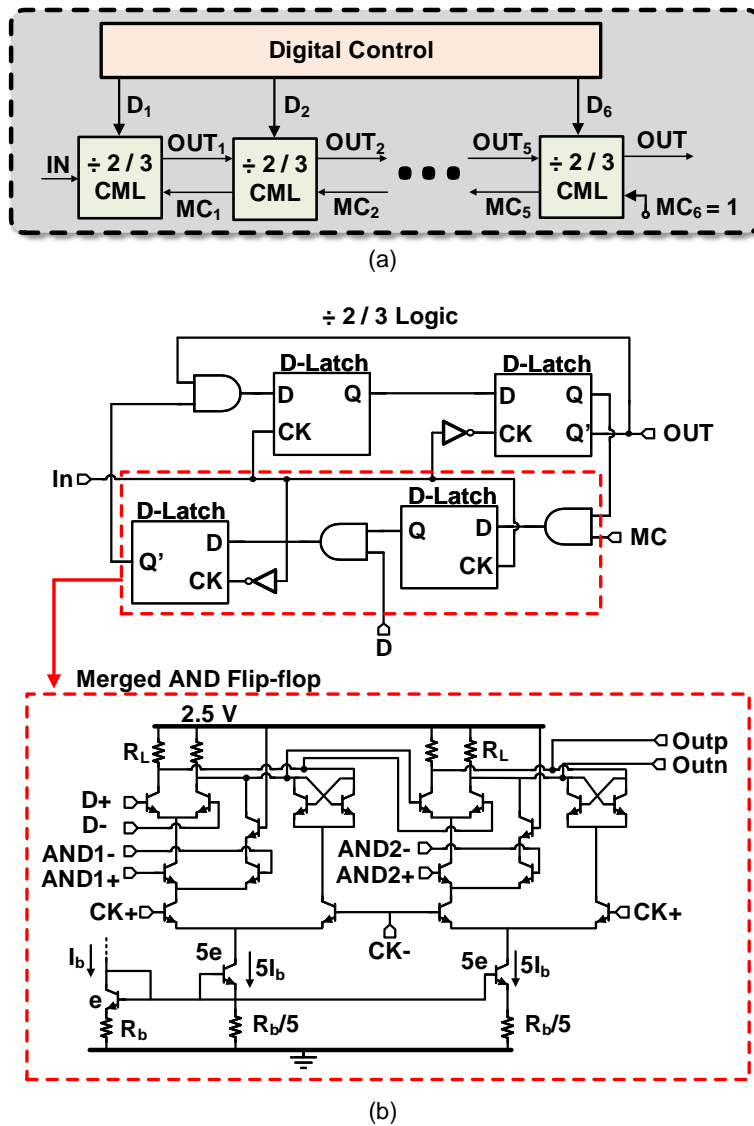 Digital Control
D1 D2 D6
IN ÷ 2 / 3 CML OUT1 MC1 ÷ 2 / 3 CML OUT2 MC2 OUT5 MC5 ÷ 2 / 3 CML OUT MC6 = 1
(a)
÷ 2 / 3 Logic
D-Latch D-Latch
D Q D Q
CK CK Q' OUT
In
D-Latch D-Latch
D Q D MC
Q' CK CK
D
Merged AND Flip-flop
2.5 V
RL RL Outp
Outn
D+
D-
AND1- AND2-
AND1+ AND2+
CK+ CK+
CK-
Ib 5e 5Ib 5e 5Ib
e
Rb Rb/5 Rb/5
(b)